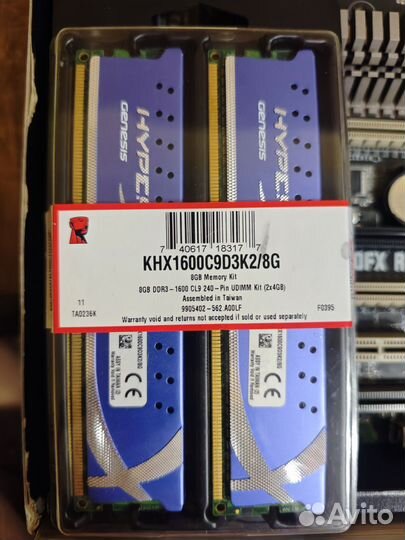 HYPE
genesis
HYPE
genesis
7 40617 18317 7
KHX1600C9D3K2/8G
8GB Memory Kit
8GB DDR3-1600 CL9 240-Pin UDIMM Kit (2x4GB)
11
Assembled in Taiwan
TA0236K
9905402-562.A00LF
F0395
Warranty void and returns not accepted if sold or used separately
Avito